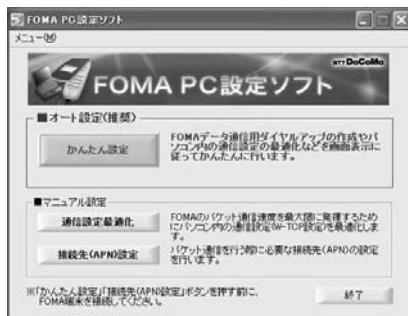 FOMA PC設定ソフト
メニュー(M)
NTT DoCoMo
FOMA PC設定ソフト
■オート設定(推奨)
かんたん設定
FOMAデータ通信用ダイヤルアップの作成やパ
ソコン内の通信設定の最適化などを画面表示に
従ってかんたんに行います。
■マニュアル設定
通信設定最適化
FOMAのパケット通信速度を最大限に発揮するため
にパソコン内の通信設定(W-TCP設定)を最適化しま
す。
接続先(APN)設定
パケット通信を行う際に必要な接続先(APN)の設定
を行います。
※「かんたん設定」「接続先(APN)設定」ボタンを押す前に、
FOMA端末を接続してください。
終了